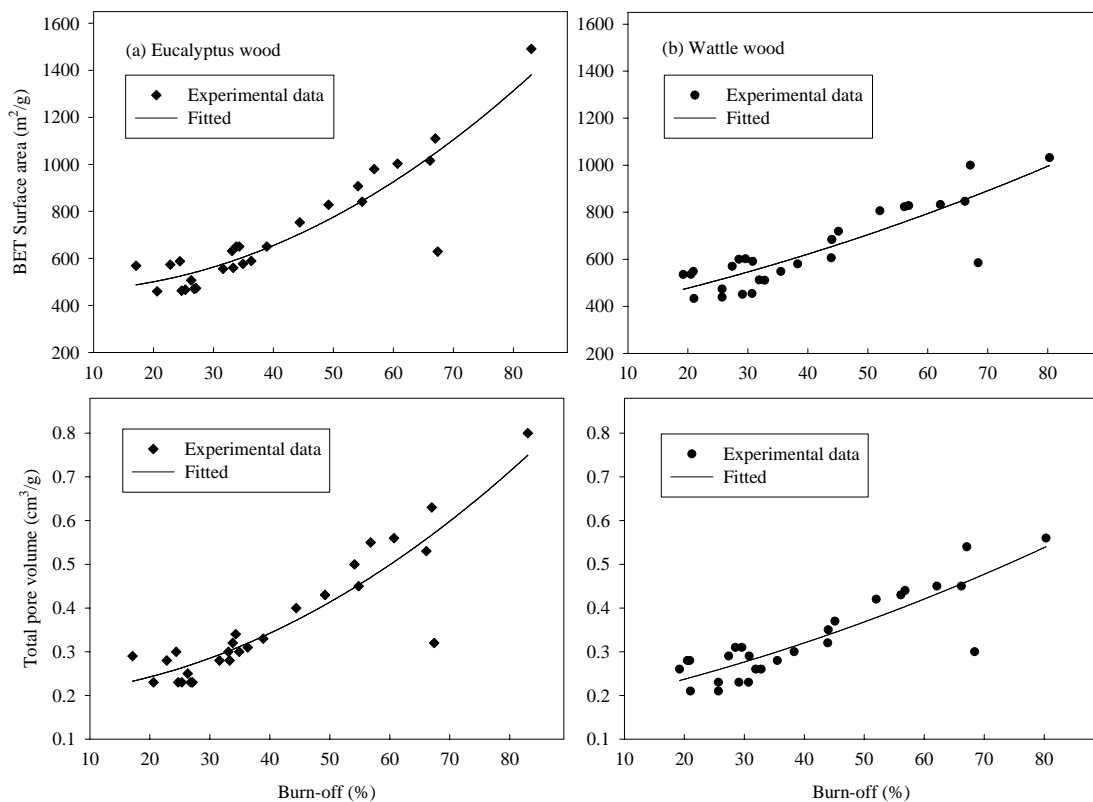 (a) Eucalyptus wood
Experimental data
Fitted
BET Surface area (m²/g)
1600
1400
1200
1000
800
600
400
200
10 20 30 40 50 60 70 80
(b) Wattle wood
Experimental data
Fitted
1600
1400
1200
1000
800
600
400
200
10 20 30 40 50 60 70 80
Experimental data
Fitted
Total pore volume (cm³/g)
0.8
0.7
0.6
0.5
0.4
0.3
0.2
0.1
10 20 30 40 50 60 70 80
Burn-off (%)
Experimental data
Fitted
0.8
0.7
0.6
0.5
0.4
0.3
0.2
0.1
10 20 30 40 50 60 70 80
Burn-off (%)